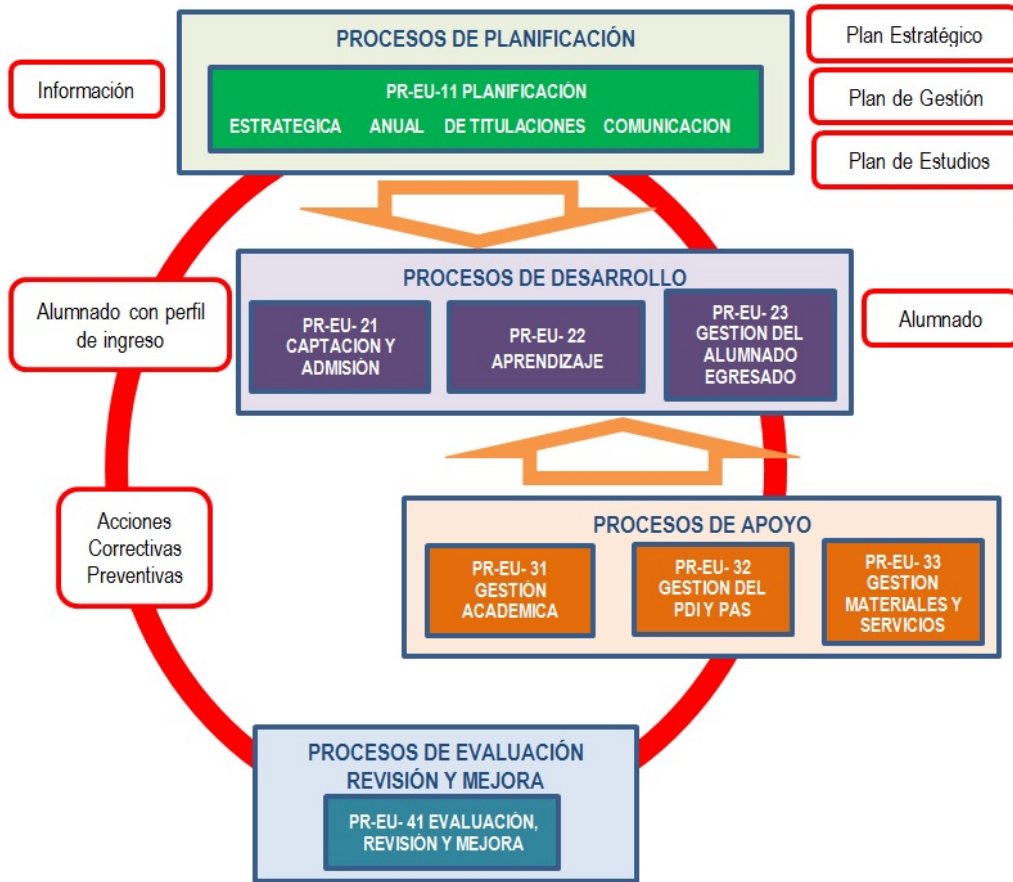 PROCESOS DE PLANIFICACIÓN
PR-EU-11 PLANIFICACIÓN
ESTRATEGICA ANUAL DE TITULACIONES COMUNICACION
Información
Plan Estratégico
Plan de Gestión
Plan de Estudios
PROCESOS DE DESARROLLO
PR-EU- 21
CAPTACION Y
ADMISIÓN
PR-EU- 22
APRENDIZAJE
PR-EU- 23
GESTION DEL
ALUMNADO
EGRESADO
Alumnado con perfil
de ingreso
Alumnado
PROCESOS DE APOYO
PR-EU- 31
GESTIÓN
ACADEMICA
PR-EU- 32
GESTION DEL
PDI Y PAS
PR-EU- 33
GESTION
MATERIALES Y
SERVICIOS
Acciones
Correctivas
Preventivas
PROCESOS DE EVALUACIÓN
REVISIÓN Y MEJORA
PR-EU- 41 EVALUACIÓN,
REVISIÓN Y MEJORA